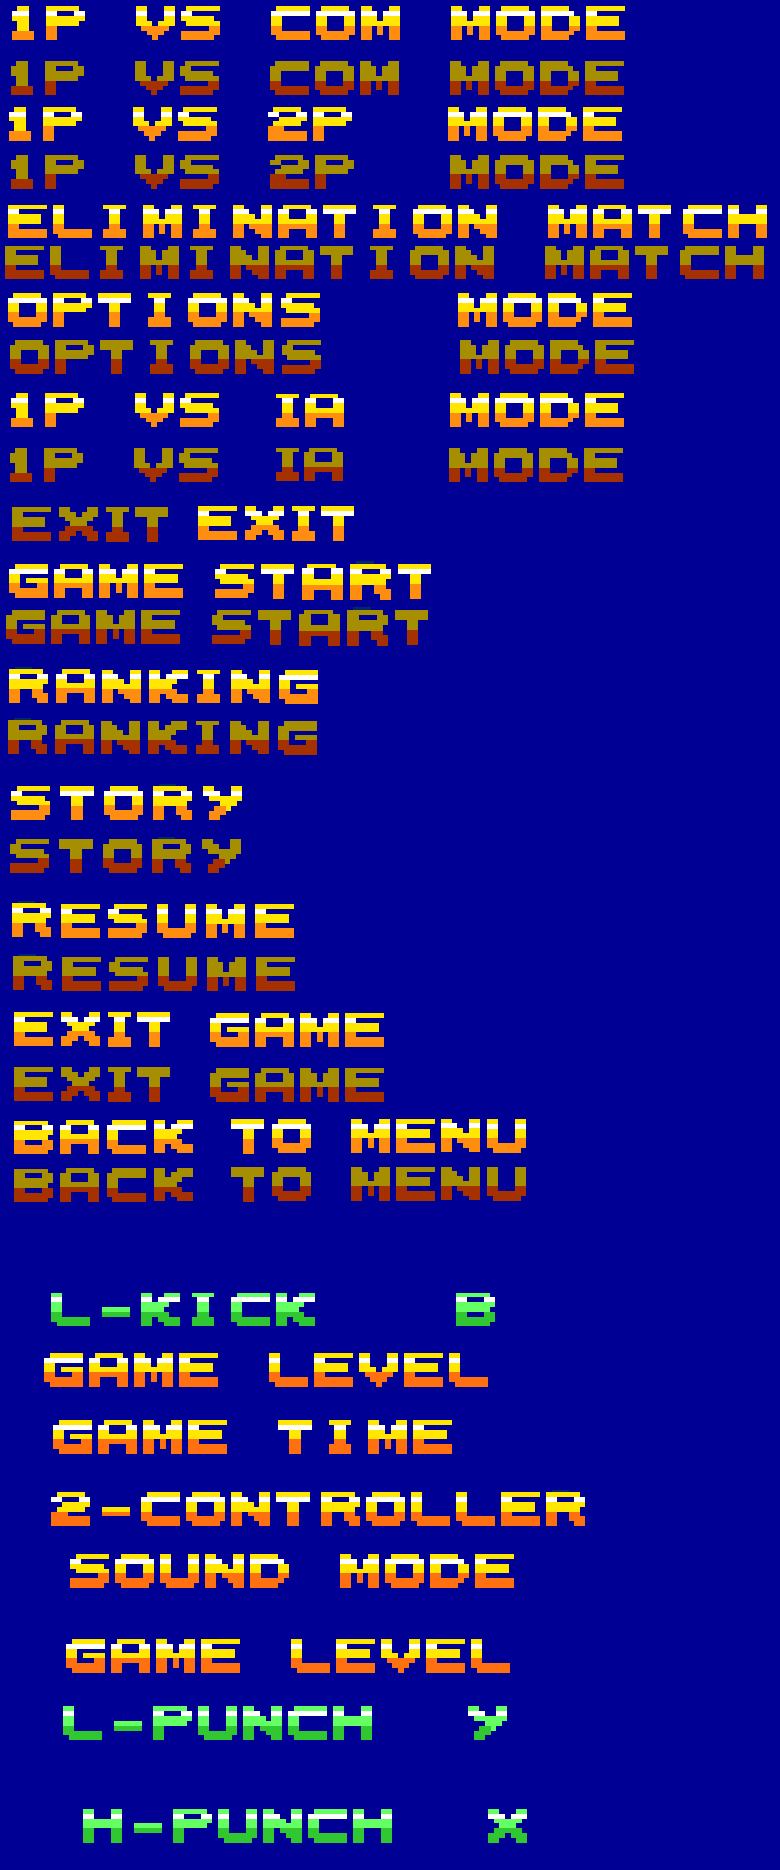 1P VS COM MODE
1P VS COM MODE
1P VS 2P MODE
1P VS 2P MODE
ELIMINATION MATCH
ELIMINATION MATCH
OPTIONS MODE
OPTIONS MODE
1P VS IA MODE
1P VS IA MODE
EXIT EXIT
GAME START
GAME START
RANKING
RANKING
STORY
STORY
RESUME
RESUME
EXIT GAME
EXIT GAME
BACK TO MENU
BACK TO MENU
L-KICK B
GAME LEVEL
GAME TIME
2-CONTROLLER
SOUND MODE
GAME LEVEL
L-PUNCH Y
H-PUNCH X